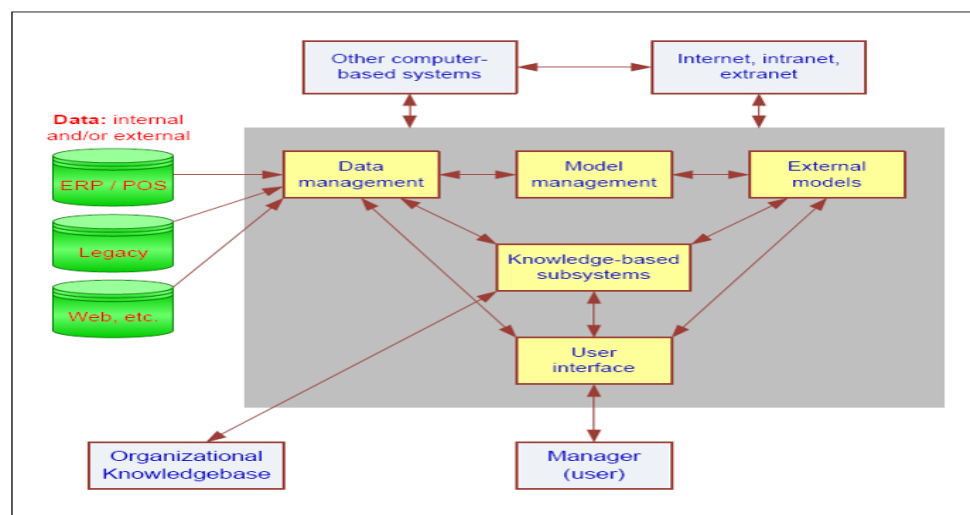 Other computer-
based systems
Internet, intranet,
extranet
Data: internal
and/or external
ERP / POS
Legacy
Web, etc.
Data
management
Model
management
External
models
Knowledge-based
subsystems
User
interface
Organizational
Knowledgebase
Manager
(user)